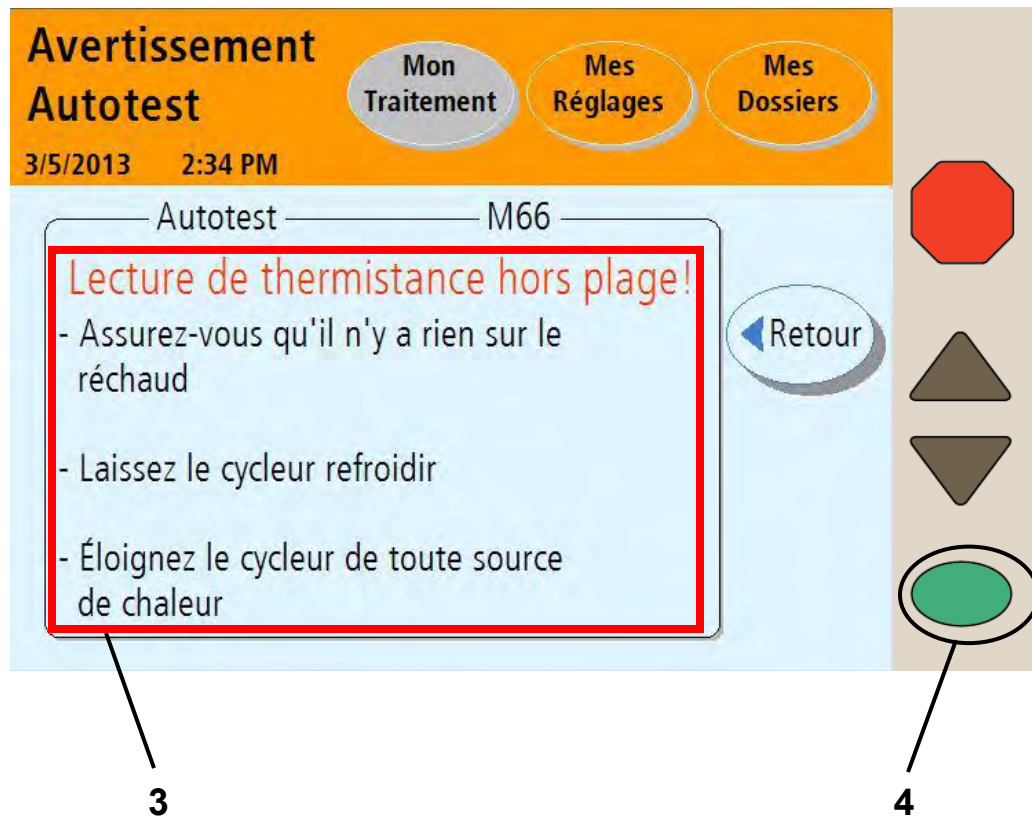 Avertissement
Autotest
3/5/2013 2:34 PM
Mon
Traitement
Mes
Réglages
Mes
Dossiers
Autotest M66
Lecture de thermistance hors plage!
- Assurez-vous qu'il n'y a rien sur le
réchaud
- Laissez le cycleur refroidir
- Éloignez le cycleur de toute source
de chaleur
Retour
3
4